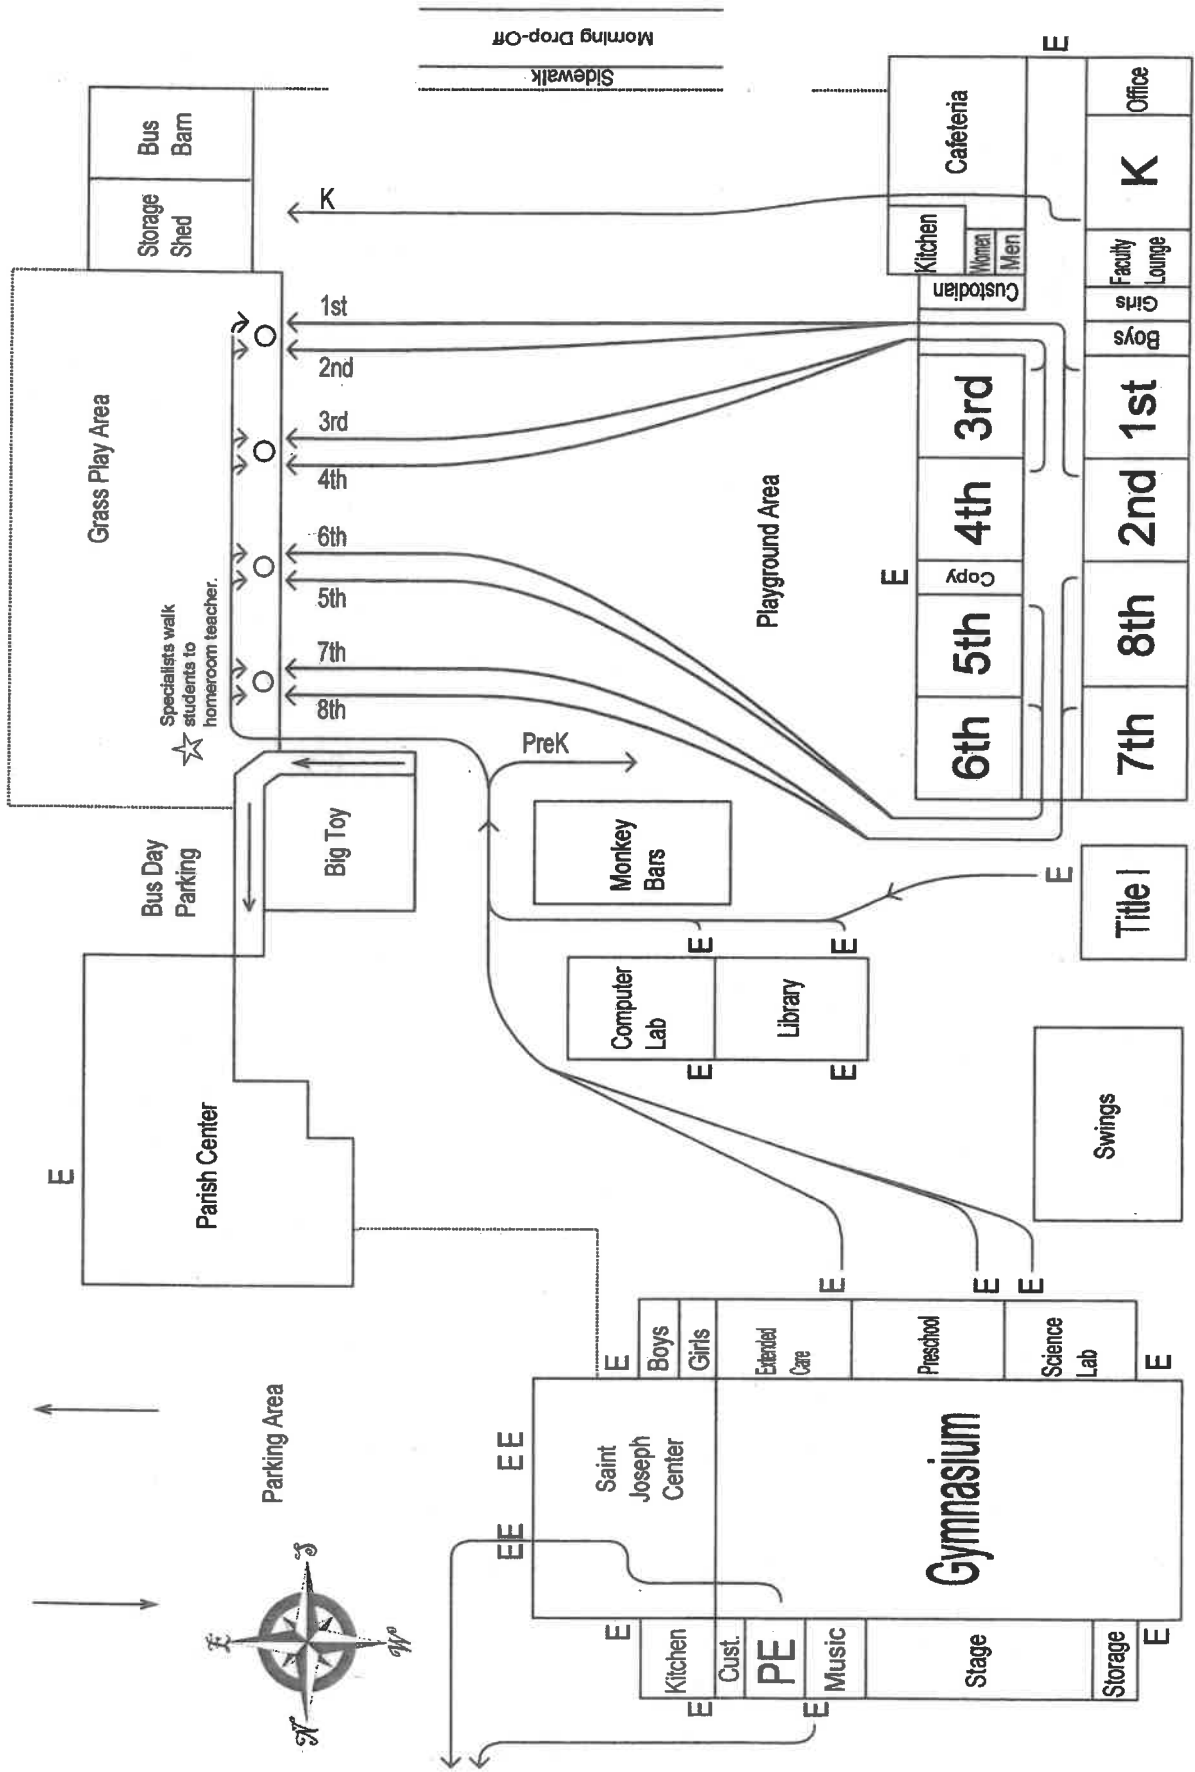 Morning Drop-Off
Sidewalk
E
Bus
Barn
Storage
Shed
K
Cafeteria
Kitchen
Women
Men
Custodian
Office
K
Faculty
Lounge
Girls
Boys
1st
2nd
3rd
4th
6th
5th
7th
8th
PreK
Grass Play Area
Specialists walk
students to
homeroom teacher.
Playground Area
3rd
4th
E
Copy
5th
6th
1st
2nd
8th
7th
Bus Day
Parking
Big Toy
Monkey
Bars
E
Title I
E
E
Computer
Lab
Library
E
E
Swings
Parish Center
E
E
E
E
E
Boys
Girls
Extended
Care
Preschool
Science
Lab
E
Parking Area
E E
EE
Saint
Joseph
Center
Gymnasium
E
Kitchen
Cust.
PE
Music
Stage
Storage
E
E
E
N
E
S
W